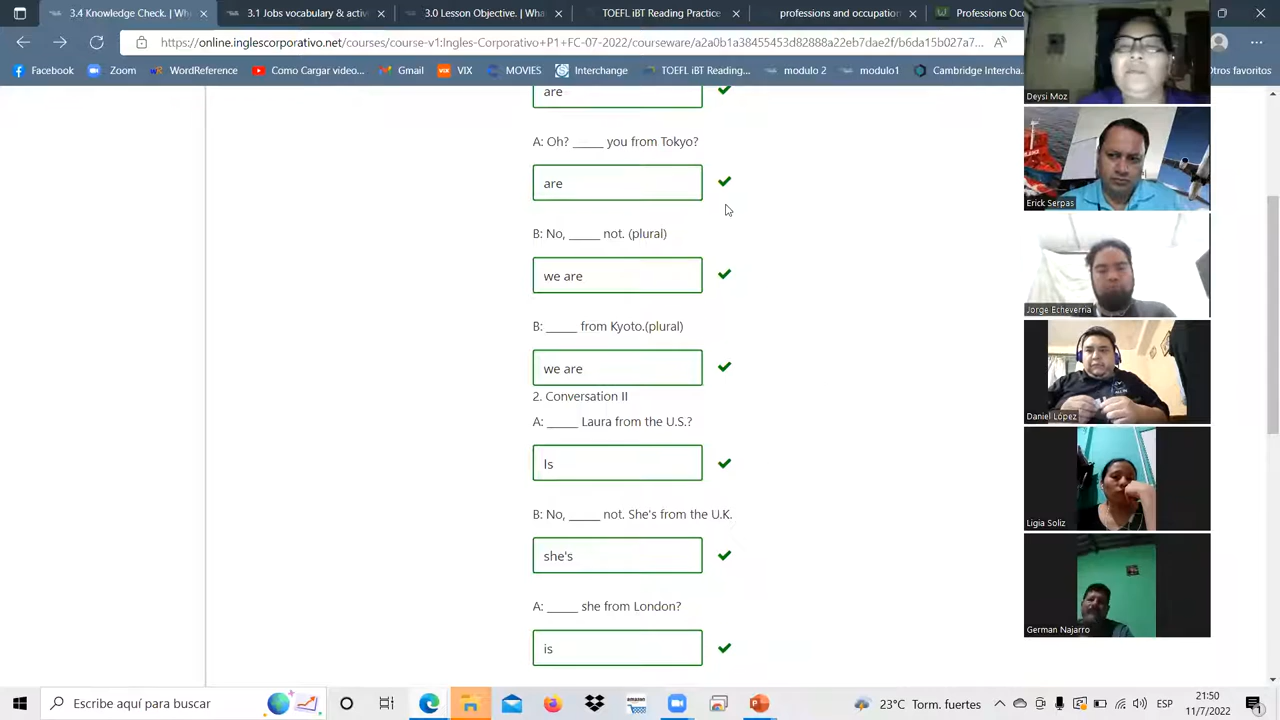 3.4 Knowledge Check. | Why
3.1 Jobs vocabulary & activ
3.0 Lesson Objective. | Wha
TOEFL iBT Reading Practice
professions and occupation
Professions Oc
https://online.inglescorporativo.net/courses/course-v1:Ingles-Corporativo+P1+FC-07-2022/courseware/a2a0b1a38455453d82888a22eb7dae2f/b6da15b027a7...
Facebook
Zoom
WordReference
Como Cargar video...
Gmail
VIX
MOVIES
Interchange
TOEFL iBT Reading...
modulo 2
modulo1
Cambridge Intercha...
Otros favoritos
are
A: Oh? _____ you from Tokyo?
are
B: No, _____ not. (plural)
we are
B: _____ from Kyoto.(plural)
we are
2. Conversation II
A: _____ Laura from the U.S.?
Is
B: No, _____ not. She's from the U.K.
she's
A: _____ she from London?
is
Deysi Moz
Erick Serpas
Jorge Echeverria
Daniel López
Ligia Soliz
German Najarro
Escribe aquí para buscar
23°C Torm. fuertes
ESP
21:50
11/7/2022